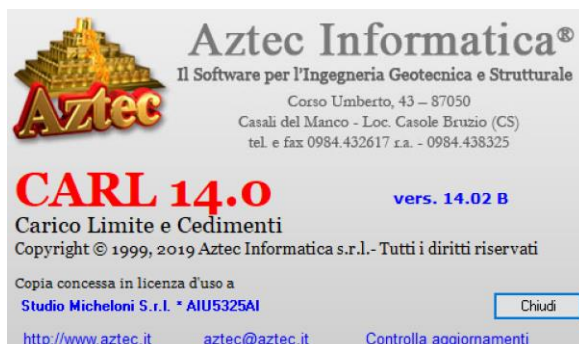 Aztec
Aztec Informatica®
Il Software per l'Ingegneria Geotecnica e Strutturale
Corso Umberto, 43 – 87050
Casali del Manco - Loc. Casole Bruzio (CS)
tel. e fax 0984.432617 r.a. - 0984.438325
CARL 14.0
vers. 14.02 B
Carico Limite e Cedimenti
Copyright © 1999, 2019 Aztec Informatica s.r.l.- Tutti i diritti riservati
Copia concessa in licenza d'uso a
Studio Micheloni S.r.l. * AIU5325AI
Chiudi
http://www.aztec.it aztec@aztec.it Controlla aggiornamenti